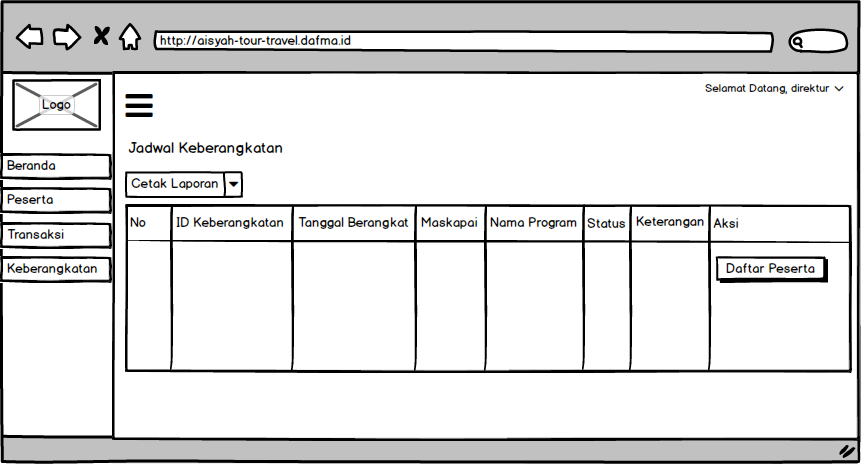 http://aisyah-tour-travel.dafma.id
Selamat Datang, direktur
Logo
Jadwal Keberangkatan
Beranda
Cetak Laporan
Peserta
No ID Keberangkatan Tanggal Berangkat Maskapai Nama Program Status Keterangan Aksi
Transaksi
Keberangkatan
Daftar Peserta